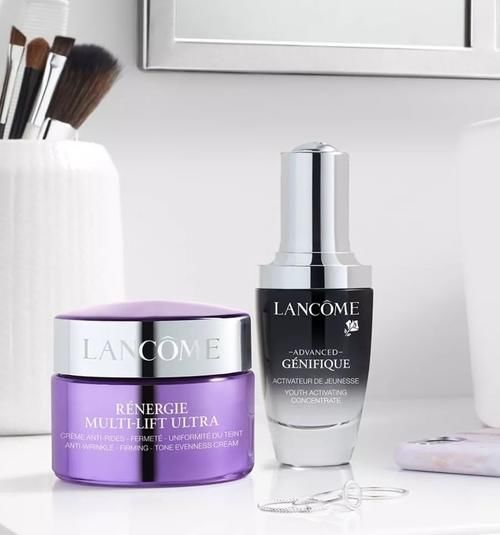 LANCÔME
RÉNERGIE
MULTI-LIFT ULTRA
CRÈME ANTI-RIDES - FERMETÉ - UNIFORMITÉ DU TEINT
ANTI-WRINKLE - FIRMING - TONE EVENNESS CREAM
LANCÔME
–ADVANCED–
GÉNIFIQUE
ACTIVATEUR DE JEUNESSE
YOUTH ACTIVATING
CONCENTRATE